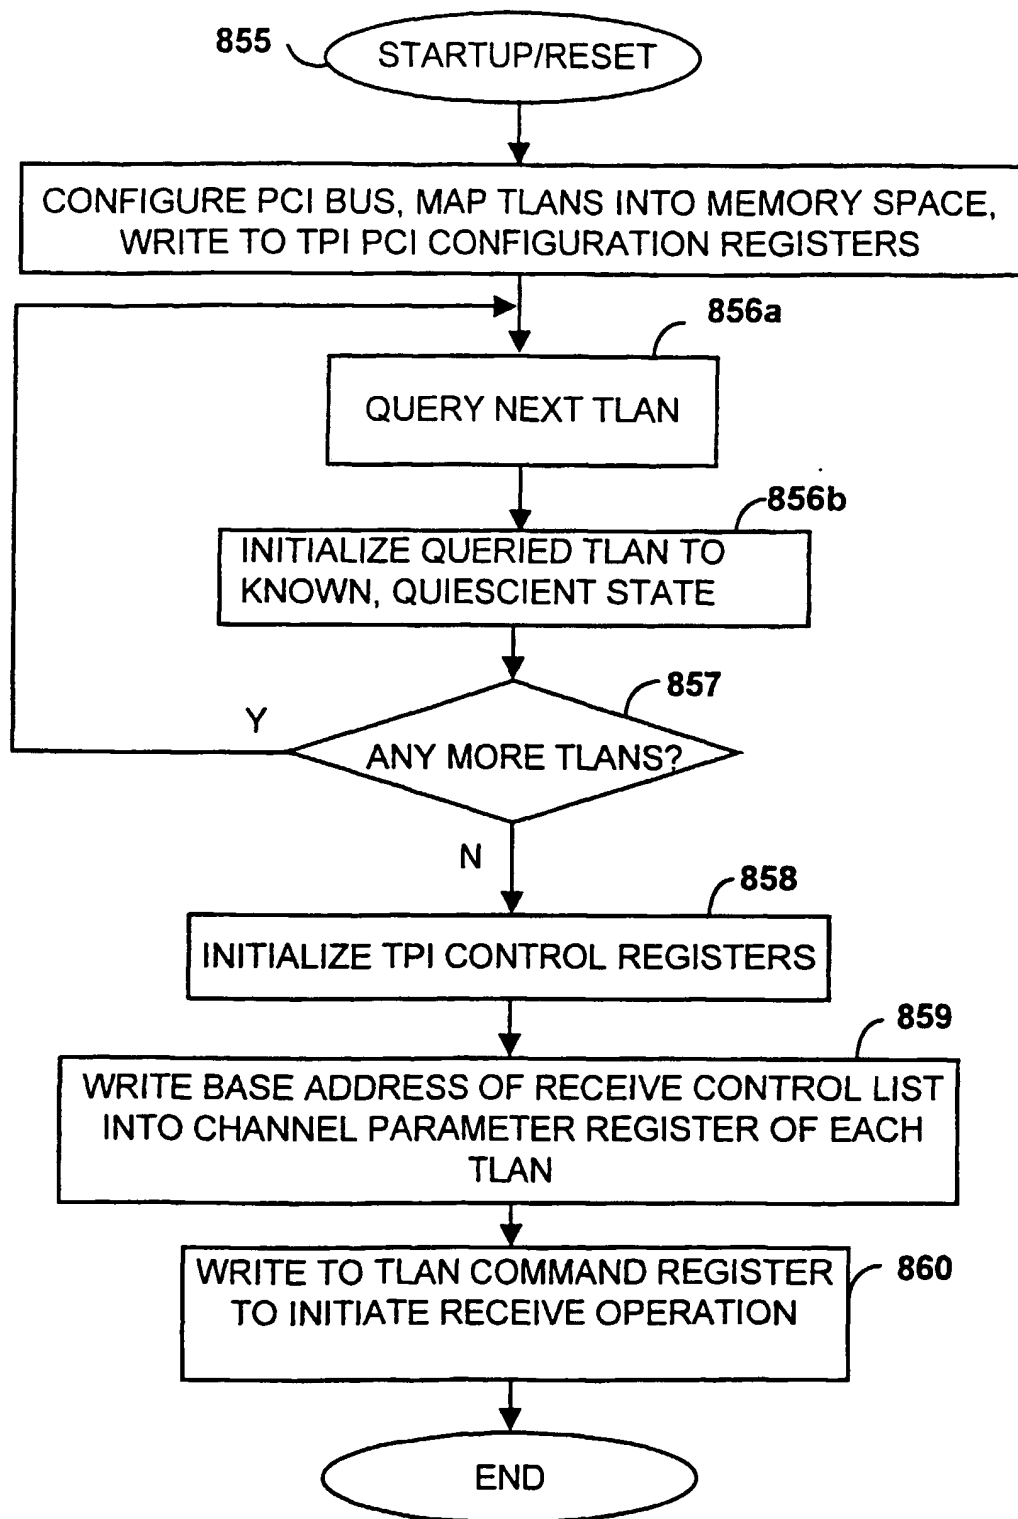 855
STARTUP/RESET
CONFIGURE PCI BUS, MAP TLANS INTO MEMORY SPACE,
WRITE TO TPI PCI CONFIGURATION REGISTERS
856a
QUERY NEXT TLAN
856b
INITIALIZE QUERIED TLAN TO
KNOWN, QUIESCIENT STATE
857
Y
ANY MORE TLANS?
N
858
INITIALIZE TPI CONTROL REGISTERS
859
WRITE BASE ADDRESS OF RECEIVE CONTROL LIST
INTO CHANNEL PARAMETER REGISTER OF EACH
TLAN
WRITE TO TLAN COMMAND REGISTER
860
TO INITIATE RECEIVE OPERATION
END